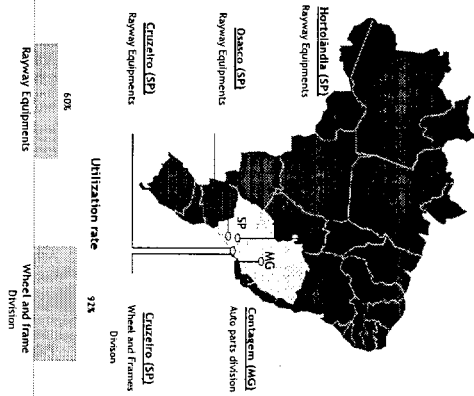 Hortolândia (SP)
Rayway Equipments
Osasco (SP)
Rayway Equipments
Cruzeiro (SP)
Rayway Equipments
SP
MG
Contagem (MG)
Auto parts division
Cruzeiro (SP)
Wheel and Frames
Divison
Utilization rate
60%
Rayway Equipments
92%
Wheel and frame
Division